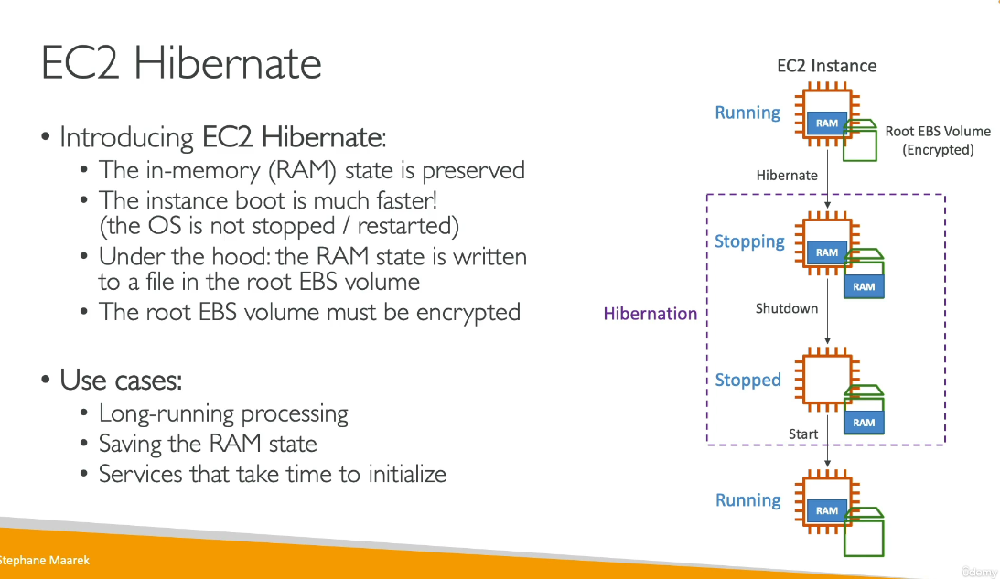 EC2 Hibernate
• Introducing EC2 Hibernate:
• The in-memory (RAM) state is preserved
• The instance boot is much faster!
(the OS is not stopped / restarted)
• Under the hood: the RAM state is written
to a file in the root EBS volume
• The root EBS volume must be encrypted
• Use cases:
• Long-running processing
• Saving the RAM state
• Services that take time to initialize
EC2 Instance
Running
RAM
Root EBS Volume
(Encrypted)
Hibernate
Stopping
RAM
RAM
Hibernation
Shutdown
Stopped
RAM
Start
Running
RAM
Stephane Maarek
ûdemy